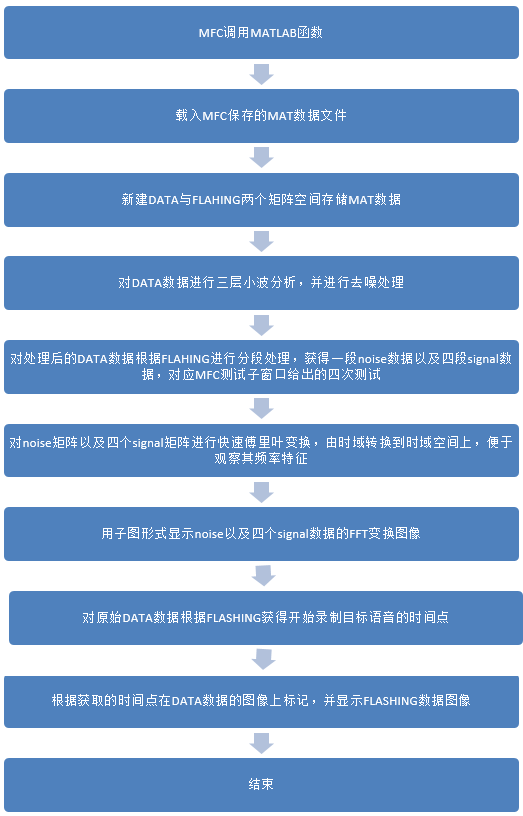 MFC调用MATLAB函数
载入MFC保存的MAT数据文件
新建DATA与FLAHING两个矩阵空间存储MAT数据
对DATA数据进行三层小波分析，并进行去噪处理
对处理后的DATA数据根据FLAHING进行分段处理，获得一段noise数据以及四段signal数
据，对应MFC测试子窗口给出的四次测试
对noise矩阵以及四个signal矩阵进行快速傅里叶变换，由时域转换到时域空间上，便于
观察其频率特征
用子图形式显示noise以及四个signal数据的FFT变换图像
对原始DATA数据根据FLASHING获得开始录制目标语音的时间点
根据获取的时间点在DATA数据的图像上标记，并显示FLASHING数据图像
结束